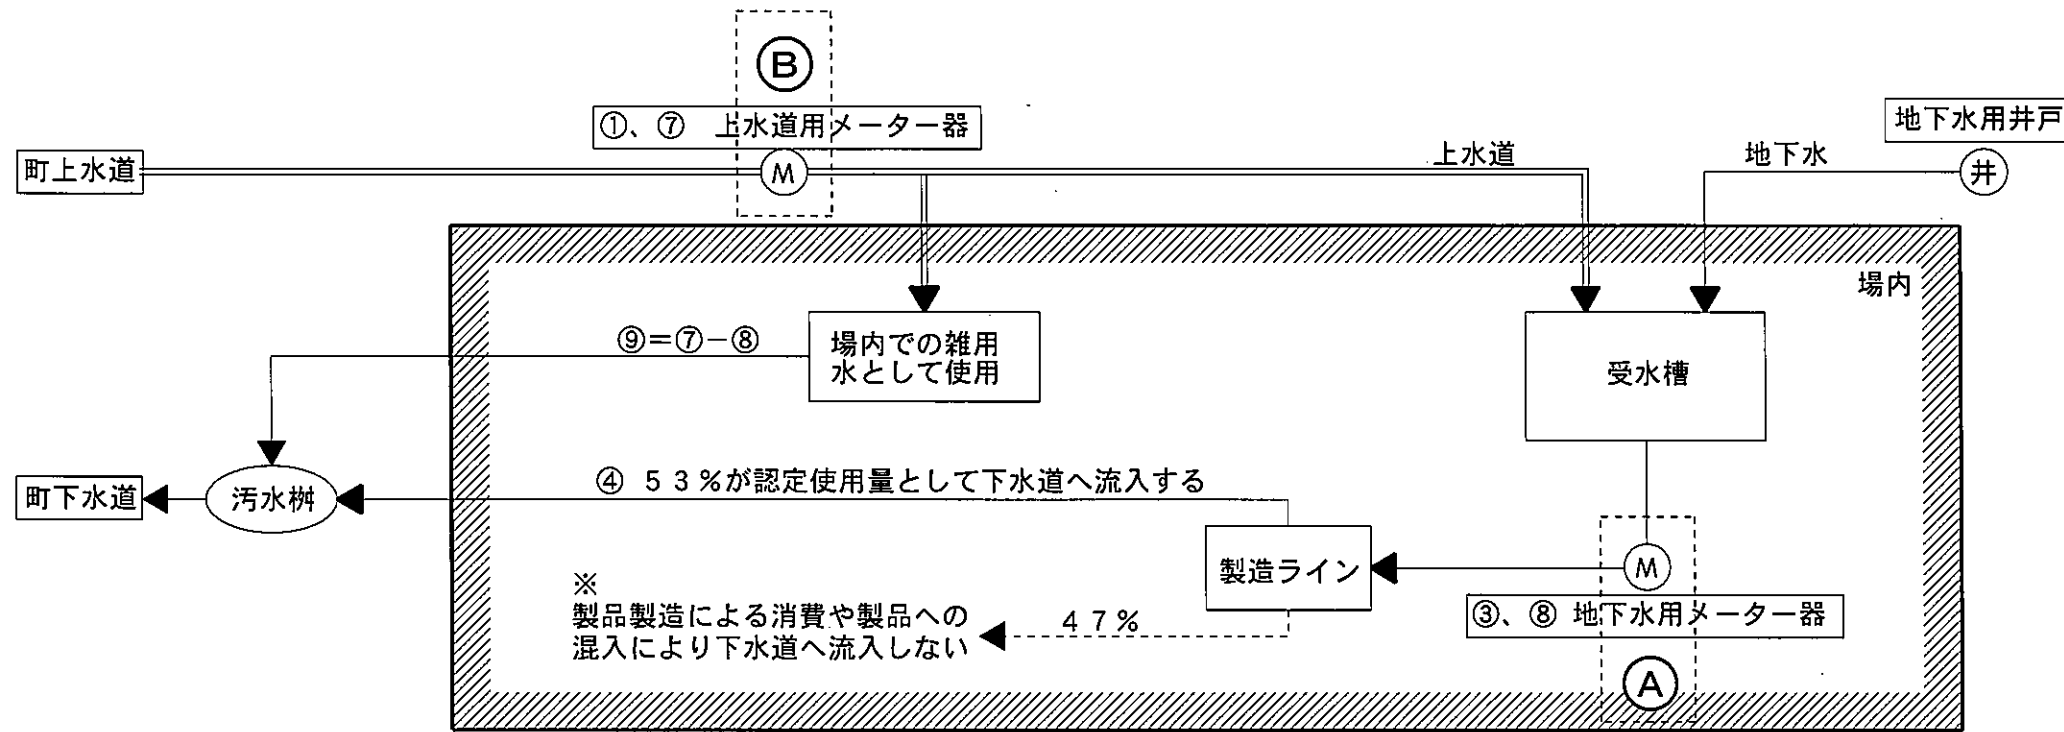 Ⓑ
①、⑦　上水道用メーター器
地下水用井戸
町上水道
M
上水道
地下水
井
場内
⑨＝⑦－⑧
場内での雑用
水として使用
受水槽
④　５３％が認定使用量として下水道へ流入する
町下水道
汚水桝
製造ライン
M
※
製品製造による消費や製品への
混入により下水道へ流入しない
４７％
③、⑧ 地下水用メーター器
Ⓐ